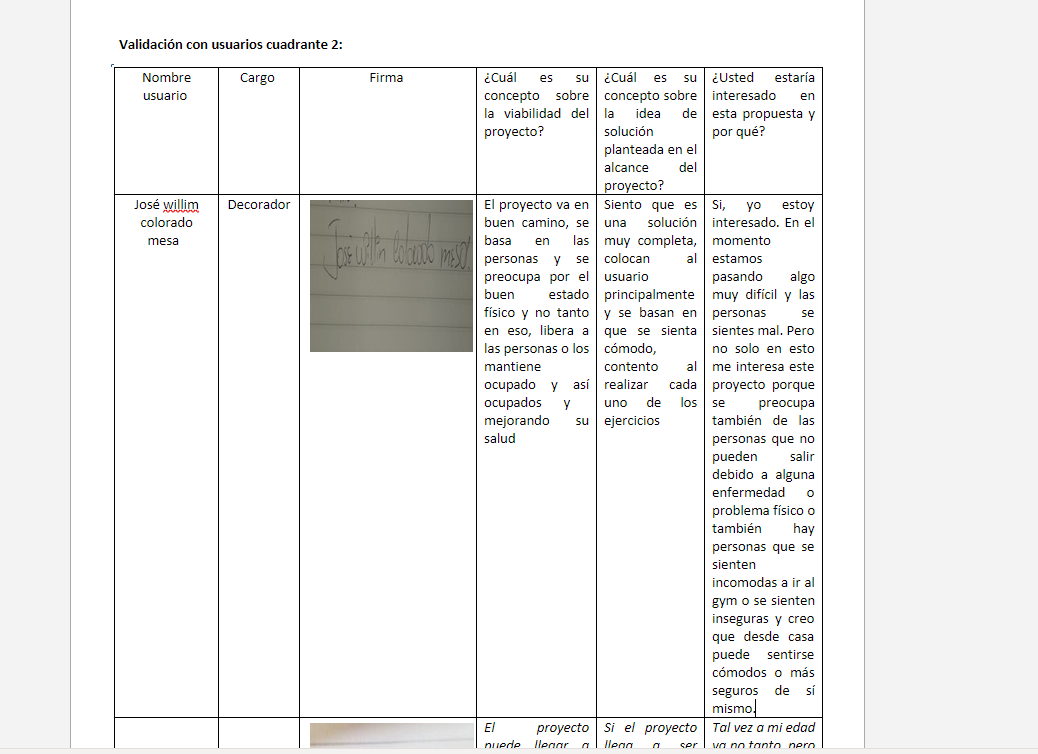 Validación con usuarios cuadrante 2:
Nombre
usuario
Cargo
Firma
¿Cuál es su
concepto sobre
la viabilidad del
proyecto?
¿Cuál es su
concepto sobre
la idea de
solución
planteada en el
alcance del
proyecto?
¿Usted estaría
interesado en
esta propuesta y
por qué?
José willim
colorado
mesa
Decorador
José willin Colorado mesa
El proyecto va en
buen camino, se
basa en las
personas y se
preocupa por el
buen estado
físico y no tanto
en eso, libera a
las personas o los
mantiene
ocupado y así
ocupados y
mejorando su
salud
Siento que es
una solución
muy completa,
colocan al
usuario
principalmente
y se basan en
que se sienta
cómodo,
contento al
realizar cada
uno de los
ejercicios
Si, yo estoy
interesado. En el
momento
estamos
pasando algo
muy difícil y las
personas se
sientes mal. Pero
no solo en esto
me interesa este
proyecto porque
se preocupa
también de las
personas que no
pueden salir
debido a alguna
enfermedad o
problema físico o
también hay
personas que se
sienten
incomodas a ir al
gym o se sienten
inseguras y creo
que desde casa
puede sentirse
cómodos o más
seguros de sí
mismo.
El proyecto
puede llegar a
Si el proyecto
llega a ser
Tal vez a mi edad
ya no tanto, pero